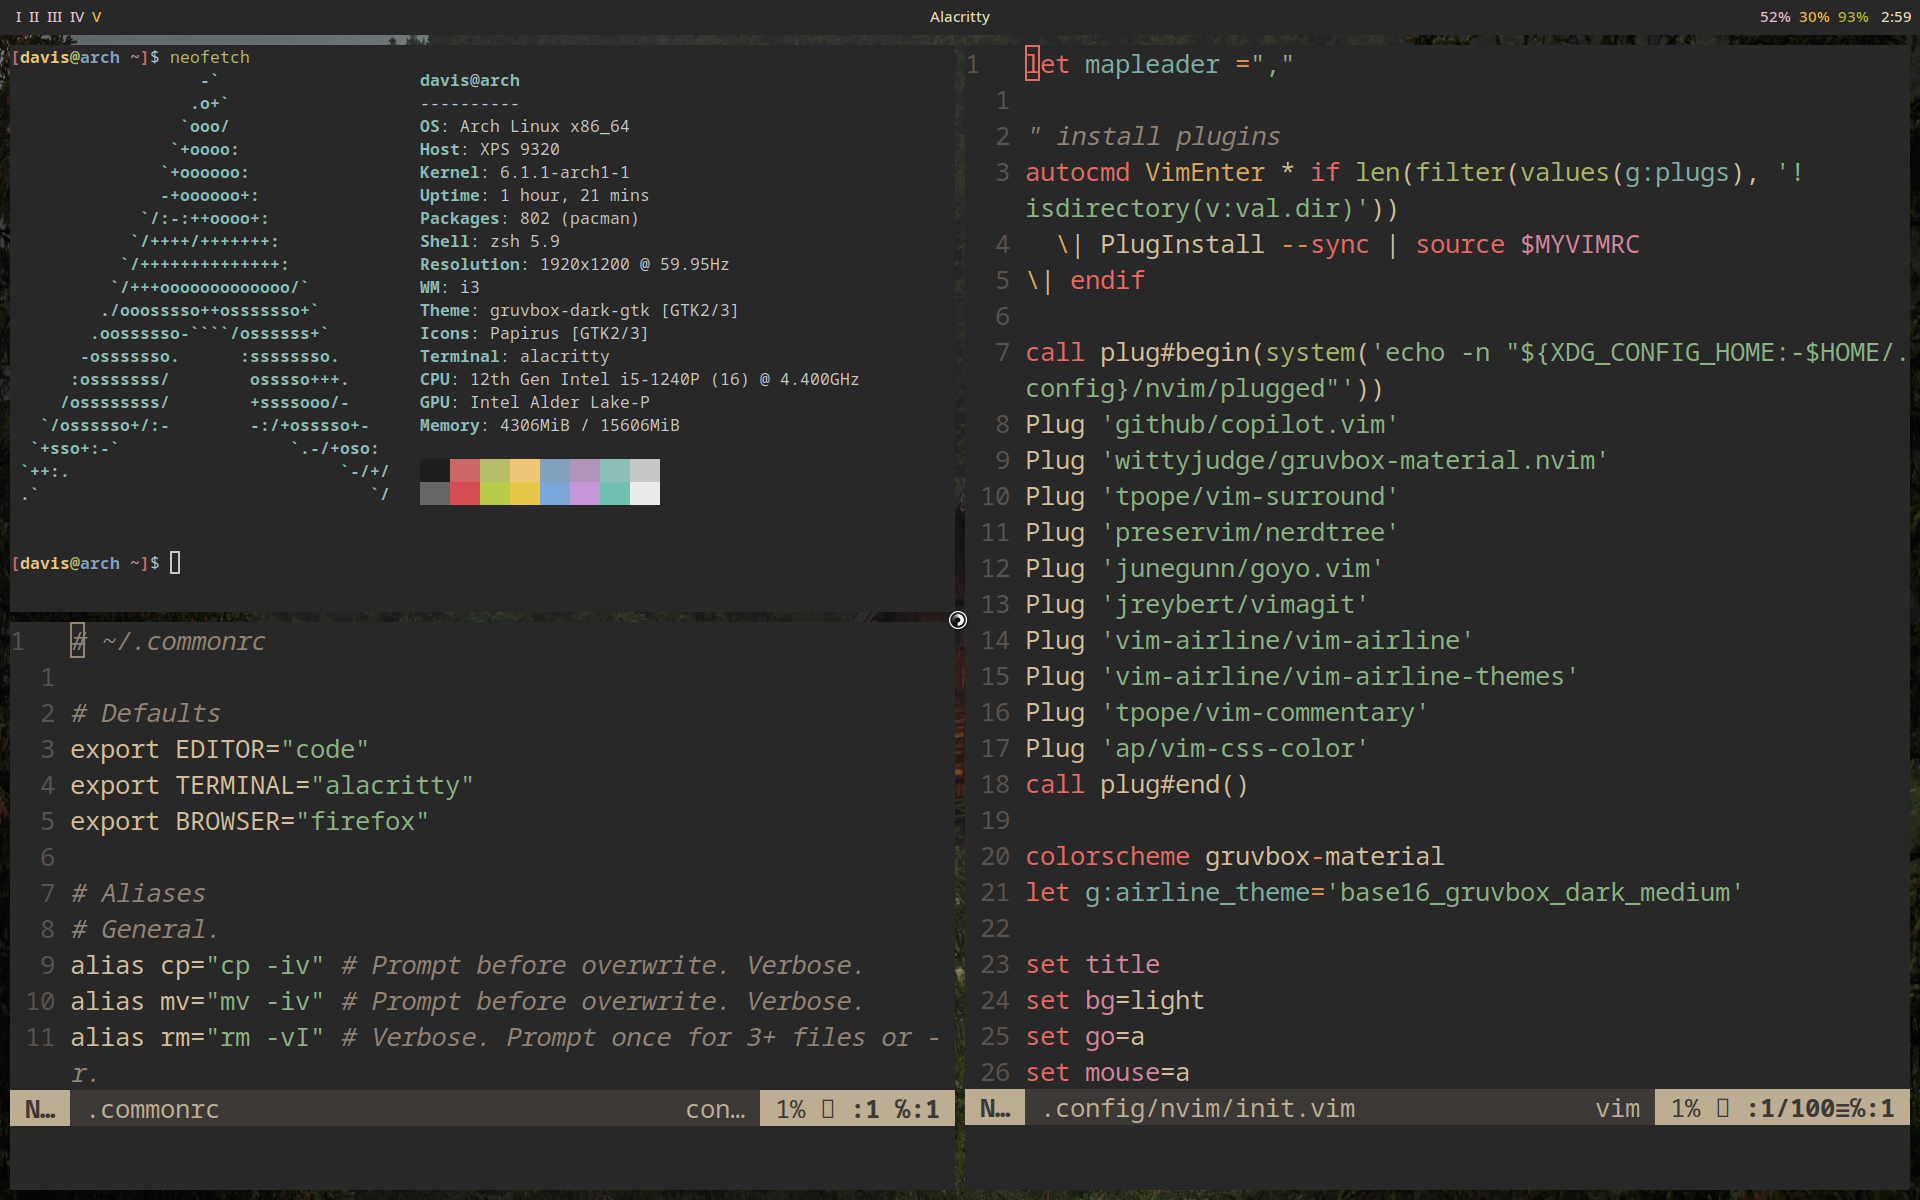 I II III IV V
Alacritty
52% 30% 93% 2:59
[davis@arch ~]$ neofetch
-`
.o+`
`ooo/
`+oooo:
`+oooooo:
-+oooooo+:
`/:-:++oooo+:
`/++++/+++++++:
`/++++++++++++++:
`/+++ooooooooooooo/`
./ooosssso++osssssso+`
.oossssso-````/ossssss+`
-osssssso. :ssssssso.
:osssssss/ osssso+++.
/ossssssss/ +ssssooo/-
`/ossssso+/:- -:/+osssso+-
`+sso+:-` `.-/+oso:
`++:. `-/+/
.` `/
davis@arch
----------
OS: Arch Linux x86_64
Host: XPS 9320
Kernel: 6.1.1-arch1-1
Uptime: 1 hour, 21 mins
Packages: 802 (pacman)
Shell: zsh 5.9
Resolution: 1920x1200 @ 59.95Hz
WM: i3
Theme: gruvbox-dark-gtk [GTK2/3]
Icons: Papirus [GTK2/3]
Terminal: alacritty
CPU: 12th Gen Intel i5-1240P (16) @ 4.400GHz
GPU: Intel Alder Lake-P
Memory: 4306MiB / 15606MiB
[davis@arch ~]$
1 # ~/.commonrc
1
2 # Defaults
3 export EDITOR="code"
4 export TERMINAL="alacritty"
5 export BROWSER="firefox"
6
7 # Aliases
8 # General.
9 alias cp="cp -iv" # Prompt before overwrite. Verbose.
10 alias mv="mv -iv" # Prompt before overwrite. Verbose.
11 alias rm="rm -vI" # Verbose. Prompt once for 3+ files or -
r.
N… .commonrc con… 1% :1 ℅:1
1 let mapleader =","
1
2 " install plugins
3 autocmd VimEnter * if len(filter(values(g:plugs), '!
isdirectory(v:val.dir)'))
4 \| PlugInstall --sync | source $MYVIMRC
5 \| endif
6
7 call plug#begin(system('echo -n "${XDG_CONFIG_HOME:-$HOME/.
config}/nvim/plugged"'))
8 Plug 'github/copilot.vim'
9 Plug 'wittyjudge/gruvbox-material.nvim'
10 Plug 'tpope/vim-surround'
11 Plug 'preservim/nerdtree'
12 Plug 'junegunn/goyo.vim'
13 Plug 'jreybert/vimagit'
14 Plug 'vim-airline/vim-airline'
15 Plug 'vim-airline/vim-airline-themes'
16 Plug 'tpope/vim-commentary'
17 Plug 'ap/vim-css-color'
18 call plug#end()
19
20 colorscheme gruvbox-material
21 let g:airline_theme='base16_gruvbox_dark_medium'
22
23 set title
24 set bg=light
25 set go=a
26 set mouse=a
N… .config/nvim/init.vim vim 1% :1/100≡℅:1